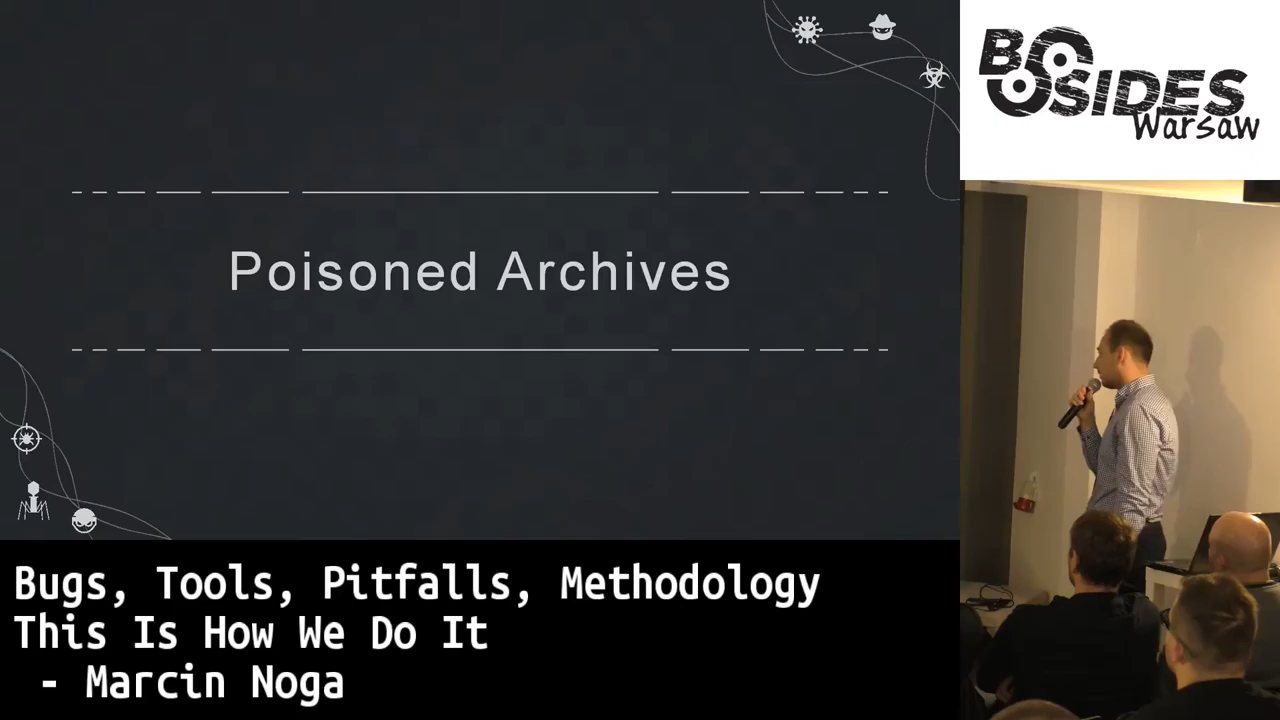 Poisoned Archives
BSIDES
Warsaw
Bugs, Tools, Pitfalls, Methodology
This Is How We Do It
- Marcin Noga